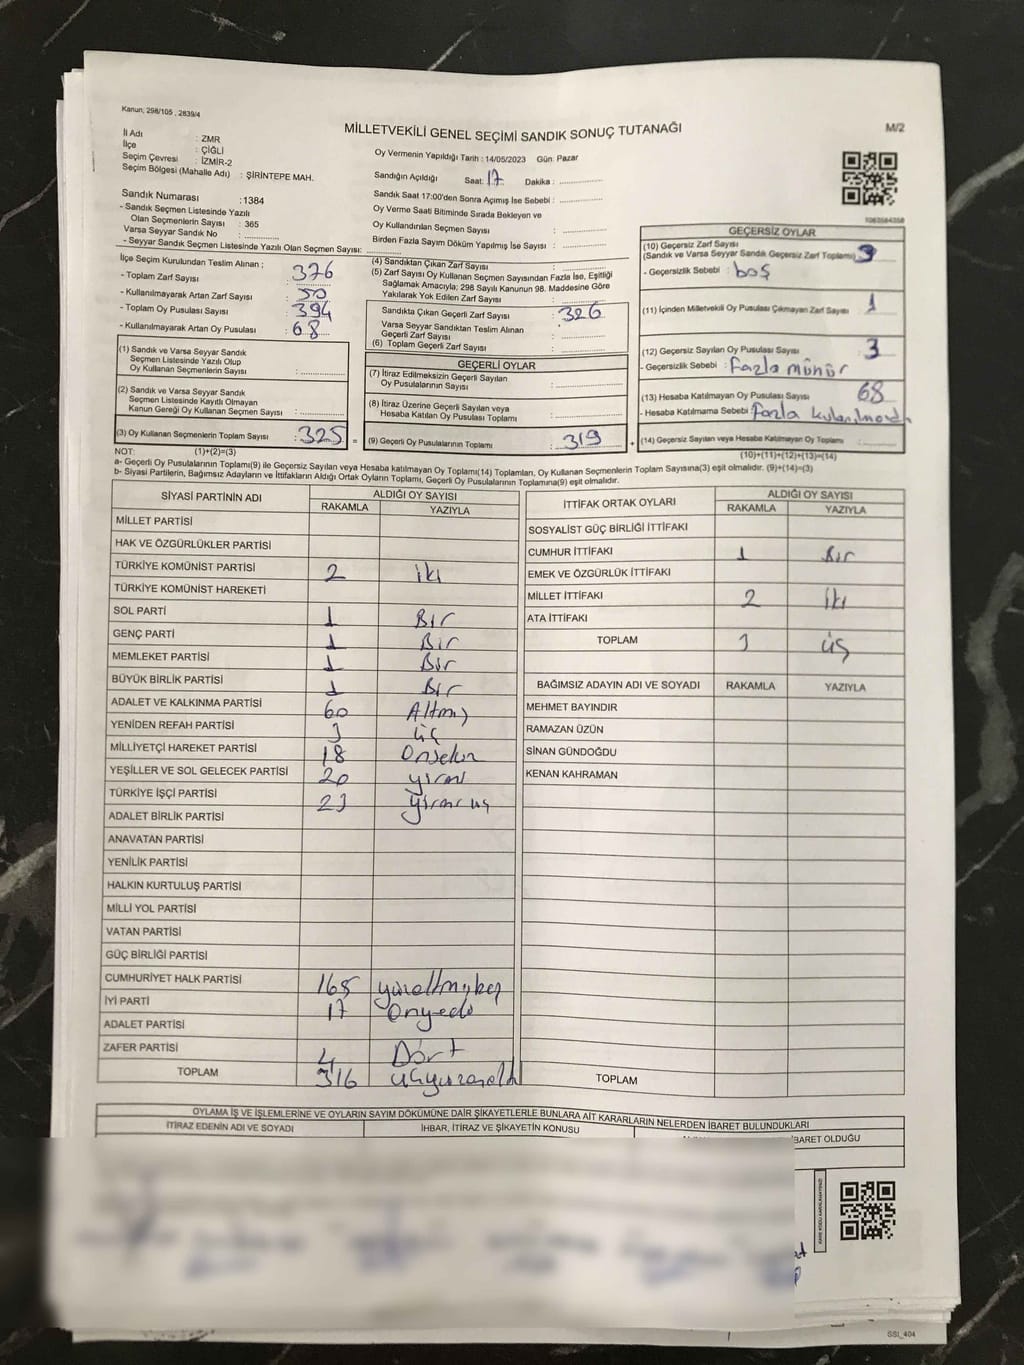 Kanun; 298/105 , 2839/4
MİLLETVEKİLİ GENEL SEÇİMİ SANDIK SONUÇ TUTANAĞI
M/2
İl Adı : ZMR
İlçe : ÇİĞLİ
Seçim Çevresi : İZMİR-2
Seçim Bölgesi (Mahalle Adı) : ŞİRİNTEPE MAH.
Sandık Numarası :1384
- Sandık Seçmen Listesinde Yazılı
Olan Seçmenlerin Sayısı : 365
Varsa Seyyar Sandık No : ....................
- Seyyar Sandık Seçmen Listesinde Yazılı Olan Seçmen Sayısı: ....................
Oy Vermenin Yapıldığı Tarih : 14/05/2023 Gün: Pazar
Sandığın Açıldığı Saat: 17 Dakika : ....................
Sandık Saat 17:00'den Sonra Açımış İse Sebebi : ....................
Oy Verme Saati Bitiminde Sırada Bekleyen ve
Oy Kullandırılan Seçmen Sayısı : ....................
Birden Fazla Sayım Döküm Yapılmış İse Sayısı : ....................
İlçe Seçim Kurulundan Teslim Alınan ;
- Toplam Zarf Sayısı : 376
- Kullanılmayarak Artan Zarf Sayısı : 50
- Toplam Oy Pusulası Sayısı : 394
- Kullanılmayarak Artan Oy Pusulası : 68
(1) Sandık ve Varsa Seyyar Sandık
Seçmen Listesinde Yazılı Olup
Oy Kullanan Seçmenlerin Sayısı : ....................
(2) Sandık ve Varsa Seyyar Sandık
Seçmen Listesinde Kayıtlı Olmayan
Kanun Gereği Oy Kullanan Seçmen Sayısı : ....................
(3) Oy Kullanan Seçmenlerin Toplam Sayısı : 325 =
(4) Sandıktan Çıkan Zarf Sayısı : ....................
(5) Zarf Sayısı Oy Kullanan Seçmen Sayısından Fazla İse, Eşitliği
Sağlamak Amacıyla; 298 Sayılı Kanunun 98. Maddesine Göre
Yakılarak Yok Edilen Zarf Sayısı : ....................
Sandıkta Çıkan Geçerli Zarf Sayısı : 326
Varsa Seyyar Sandıktan Teslim Alınan
Geçerli Zarf Sayısı : ....................
(6) Toplam Geçerli Zarf Sayısı : ....................
GEÇERLİ OYLAR
(7) İtiraz Edilmeksizin Geçerli Sayılan
Oy Pusulalarının Sayısı : ....................
(8) İtiraz Üzerine Geçerli Sayılan veya
Hesaba Katılan Oy Pusulası Toplamı : ....................
(9) Geçerli Oy Pusulalarının Toplamı : 319 +
1062584358
GEÇERSİZ OYLAR
(10) Geçersiz Zarf Sayısı
(Sandık ve Varsa Seyyar Sandık Geçersiz Zarf Toplamı) 3
- Geçersizlik Sebebi : boş
(11) İçinden Milletvekili Oy Pusulası Çıkmayan Zarf Sayısı 1
(12) Geçersiz Sayılan Oy Pusulası Sayısı : 3
- Geçersizlik Sebebi : fazla münür
(13) Hesaba Katılmayan Oy Pusulası Sayısı 68
- Hesaba Katılmama Sebebi fazla
(14) Geçersiz Sayılan veya Hesaba Katılmayan Oy Toplamı : ....................
NOT: (1)+(2)=(3)
(10)+(11)+(12)+(13)=(14)
a- Geçerli Oy Pusulalarının Toplamı(9) ile Geçersiz Sayılan veya Hesaba katılmayan Oy Toplamı(14) Toplamları, Oy Kullanan Seçmenlerin Toplam Sayısına(3) eşit olmalıdır. (9)+(14)=(3)
b- Siyasi Partilerin, Bağımsız Adayların ve İttifakların Aldığı Ortak Oyların Toplamı, Geçerli Oy Pusulalarının Toplamına(9) eşit olmalıdır.
SİYASİ PARTİNİN ADI
ALDIĞI OY SAYISI
RAKAMLA YAZIYLA
MİLLET PARTİSİ
HAK VE ÖZGÜRLÜKLER PARTİSİ
TÜRKİYE KOMÜNİST PARTİSİ 2 iki
TÜRKİYE KOMÜNİST HAREKETİ
SOL PARTİ 1 Bir
GENÇ PARTİ 1 Bir
MEMLEKET PARTİSİ 1 Bir
BÜYÜK BİRLİK PARTİSİ 1 Bir
ADALET VE KALKINMA PARTİSİ 60 Altmış
YENİDEN REFAH PARTİSİ 3 üç
MİLLİYETÇİ HAREKET PARTİSİ 18 Onsekiz
YEŞİLLER VE SOL GELECEK PARTİSİ 20 yirmi
TÜRKİYE İŞÇİ PARTİSİ 23 yirmi üç
ADALET BİRLİK PARTİSİ
ANAVATAN PARTİSİ
YENİLİK PARTİSİ
HALKIN KURTULUŞ PARTİSİ
MİLLİ YOL PARTİSİ
VATAN PARTİSİ
GÜÇ BİRLİĞİ PARTİSİ
CUMHURİYET HALK PARTİSİ 165 yüzaltmışbeş
İYİ PARTİ 17 Onyedi
ADALET PARTİSİ
ZAFER PARTİSİ 4 Dört
TOPLAM 316 üçyüzonaltı
İTTİFAK ORTAK OYLARI
ALDIĞI OY SAYISI
RAKAMLA YAZIYLA
SOSYALİST GÜÇ BİRLİĞİ İTTİFAKI
CUMHUR İTTİFAKI 1 Bir
EMEK VE ÖZGÜRLÜK İTTİFAKI
MİLLET İTTİFAKI 2 iki
ATA İTTİFAKI
TOPLAM 3 üç
BAĞIMSIZ ADAYIN ADI VE SOYADI RAKAMLA YAZIYLA
MEHMET BAYINDIR
RAMAZAN ÜZÜN
SİNAN GÜNDOĞDU
KENAN KAHRAMAN
TOPLAM
OYLAMA İŞ VE İŞLEMLERİNE VE OYLARIN SAYIM DÖKÜMÜNE DAİR ŞİKAYETLERLE BUNLARA AİT KARARLARIN NELERDEN İBARET BULUNDUKLARI
İTİRAZ EDENİN ADI VE SOYADI İHBAR, İTİRAZ VE ŞİKAYETİN KONUSU İBARET OLDUĞU
SSI_404